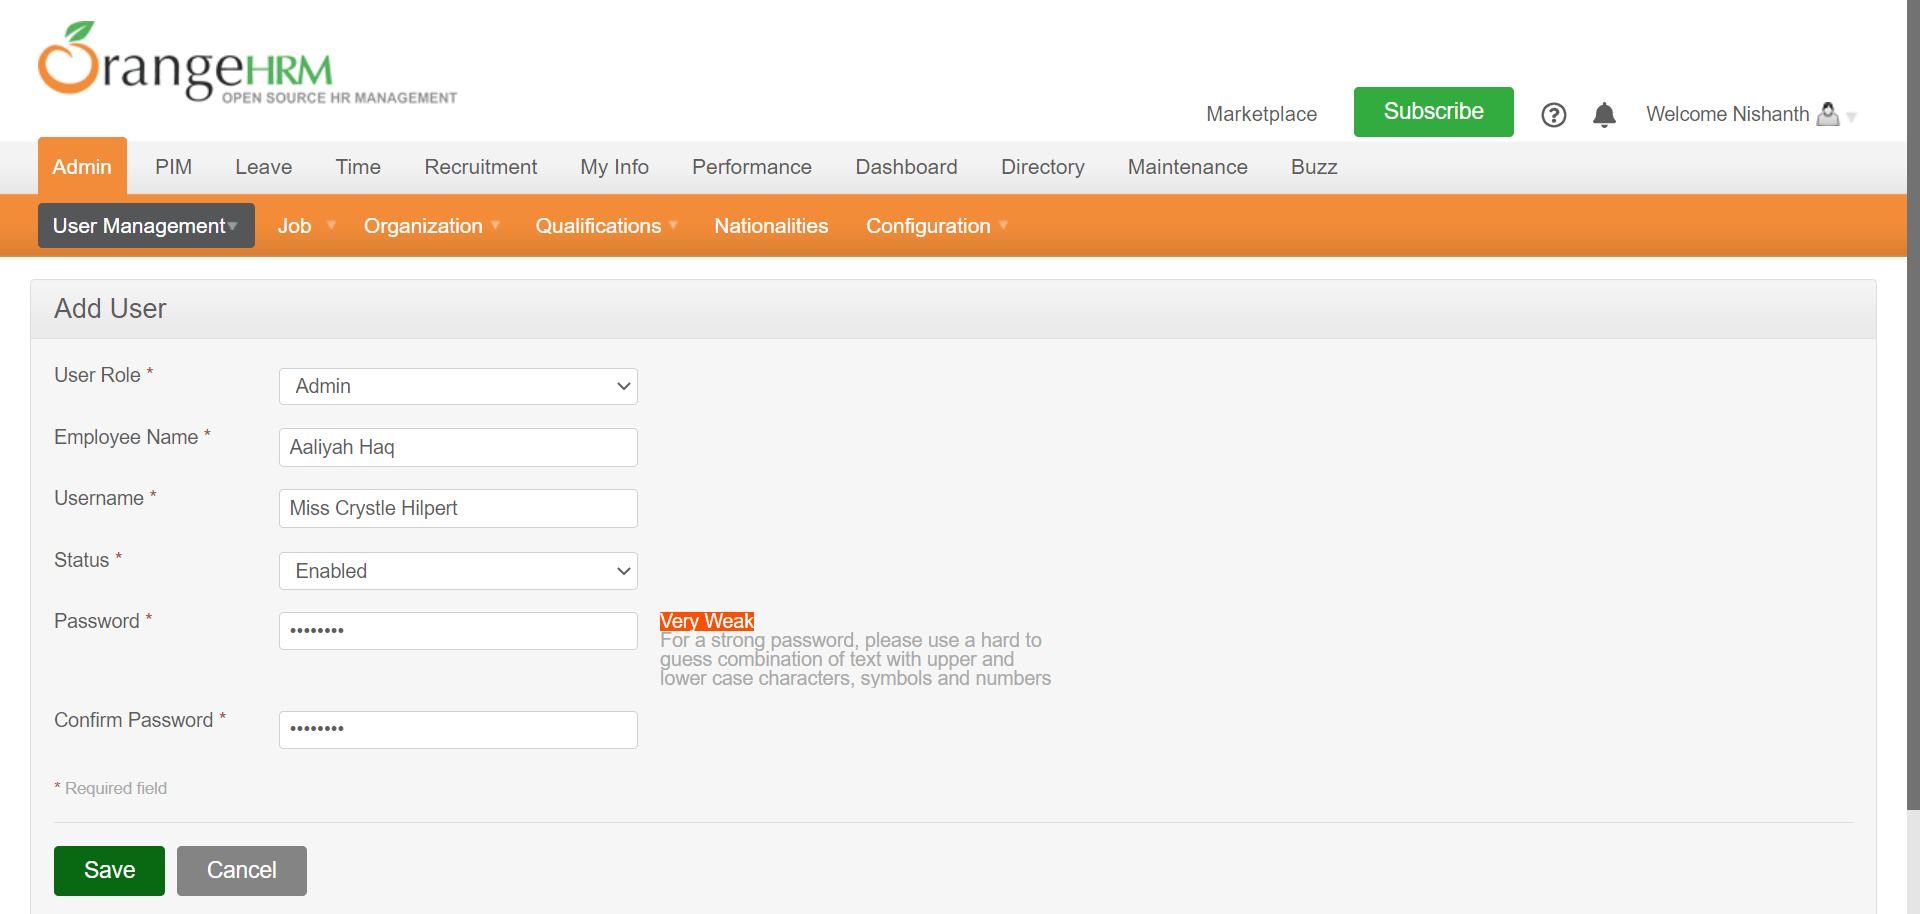 OrangeHRM
OPEN SOURCE HR MANAGEMENT
Marketplace Subscribe Welcome Nishanth
Admin PIM Leave Time Recruitment My Info Performance Dashboard Directory Maintenance Buzz
User Management Job Organization Qualifications Nationalities Configuration
Add User
User Role * Admin
Employee Name * Aaliyah Haq
Username * Miss Crystle Hilpert
Status * Enabled
Password * •••••••• Very Weak
For a strong password, please use a hard to
guess combination of text with upper and
lower case characters, symbols and numbers
Confirm Password * ••••••••
* Required field
Save Cancel